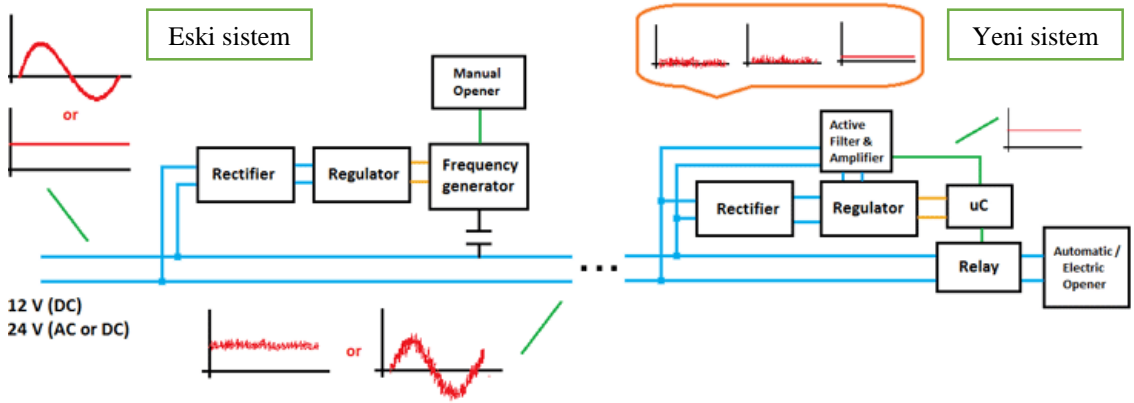 Eski sistem
or
Manual
Opener
Rectifier
Regulator
Frequency
generator
12 V (DC)
24 V (AC or DC)
or
...
Yeni sistem
Active
Filter &
Amplifier
Rectifier
Regulator
uC
Relay
Automatic /
Electric
Opener